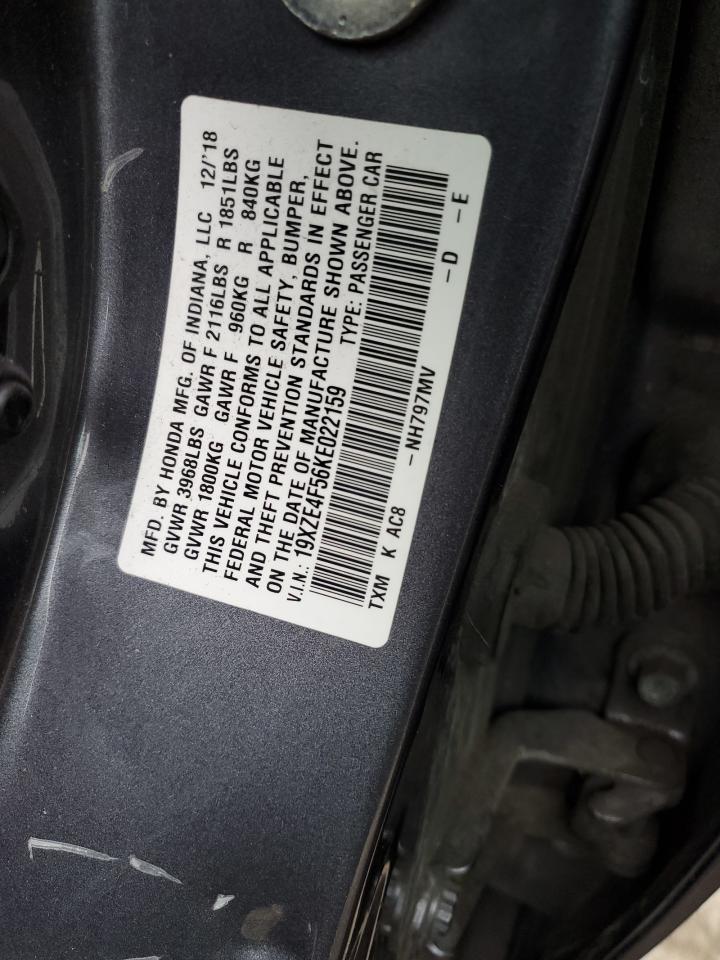 MFD. BY HONDA MFG. OF INDIANA, LLC 12/'18
GVWR 3968LBS GAWR F 2116LBS R 1851LBS
GVWR 1800KG GAWR F 960KG R 840KG
THIS VEHICLE CONFORMS TO ALL APPLICABLE
FEDERAL MOTOR VEHICLE SAFETY, BUMPER,
AND THEFT PREVENTION STANDARDS IN EFFECT
ON THE DATE OF MANUFACTURE SHOWN ABOVE.
V.I.N.: 19XZE4F56KE022159 TYPE: PASSENGER CAR
TXM K AC8 -NH797MV -D -E